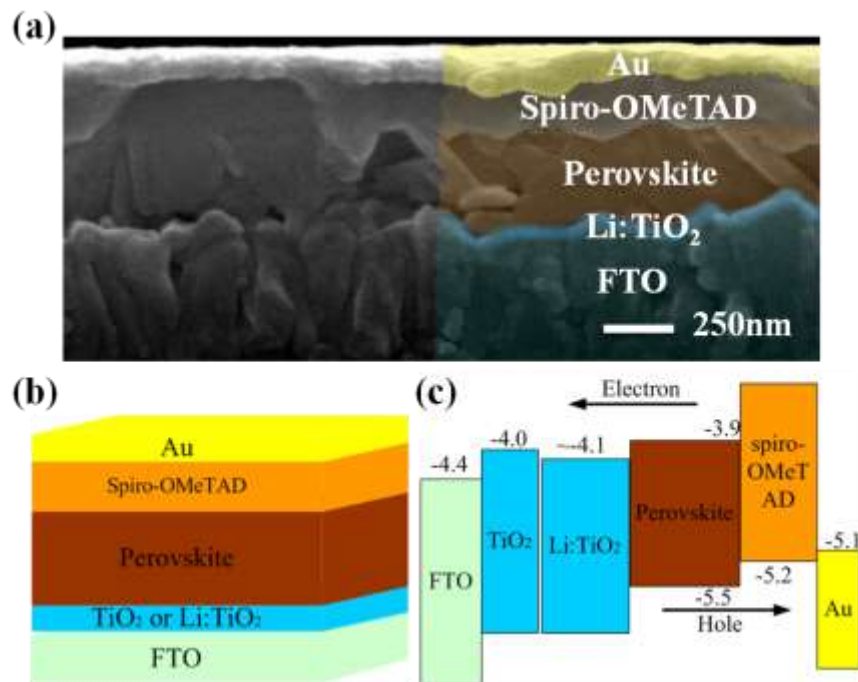 (a)
Au
Spiro-OMeTAD
Perovskite
Li:TiO₂
FTO
250nm
(b)
Au
Spiro-OMeTAD
Perovskite
TiO₂ or Li:TiO₂
FTO
(c)
Electron
-4.4
-4.0
~-4.1
-3.9
spiro-
OMeT
AD
TiO₂
Li:TiO₂
Perovskite
FTO
-5.1
-5.2
-5.5
Hole
Au